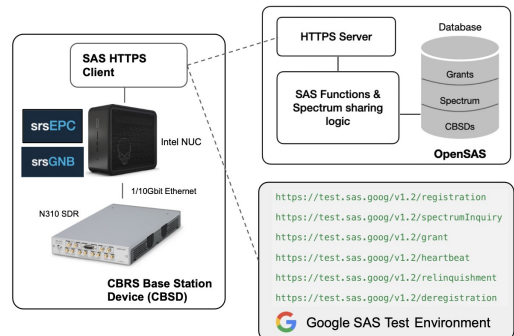 SAS HTTPS
Client
srsEPC
srsGNB
Intel NUC
1/10Gbit Ethernet
N310 SDR
CBRS Base Station
Device (CBSD)
HTTPS Server
SAS Functions &
Spectrum sharing
logic
Database
Grants
Spectrum
CBSDs
OpenSAS
https://test.sas.goog/v1.2/registration
https://test.sas.goog/v1.2/spectrumInquiry
https://test.sas.goog/v1.2/grant
https://test.sas.goog/v1.2/heartbeat
https://test.sas.goog/v1.2/relinquishment
https://test.sas.goog/v1.2/deregistration
G Google SAS Test Environment